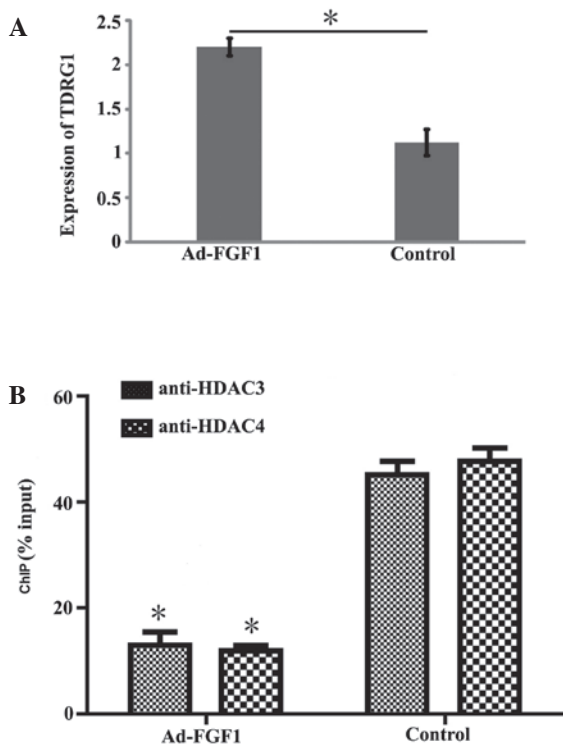 A
Expression of TDRG1
2.5
2
1.5
1
0.5
0
*
Ad-FGF1 Control
B
ChIP (% input)
60
40
20
0
anti-HDAC3
anti-HDAC4
* *
Ad-FGF1 Control